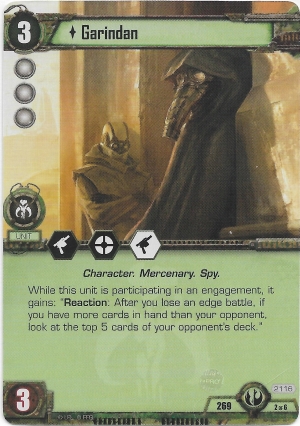 3
Garindan
UNIT
Character. Mercenary. Spy.
While this unit is participating in an engagement, it
gains: "Reaction: After you lose an edge battle, if
you have more cards in hand than your opponent,
look at the top 5 cards of your opponent's deck."
3
269
2116
2 of 6